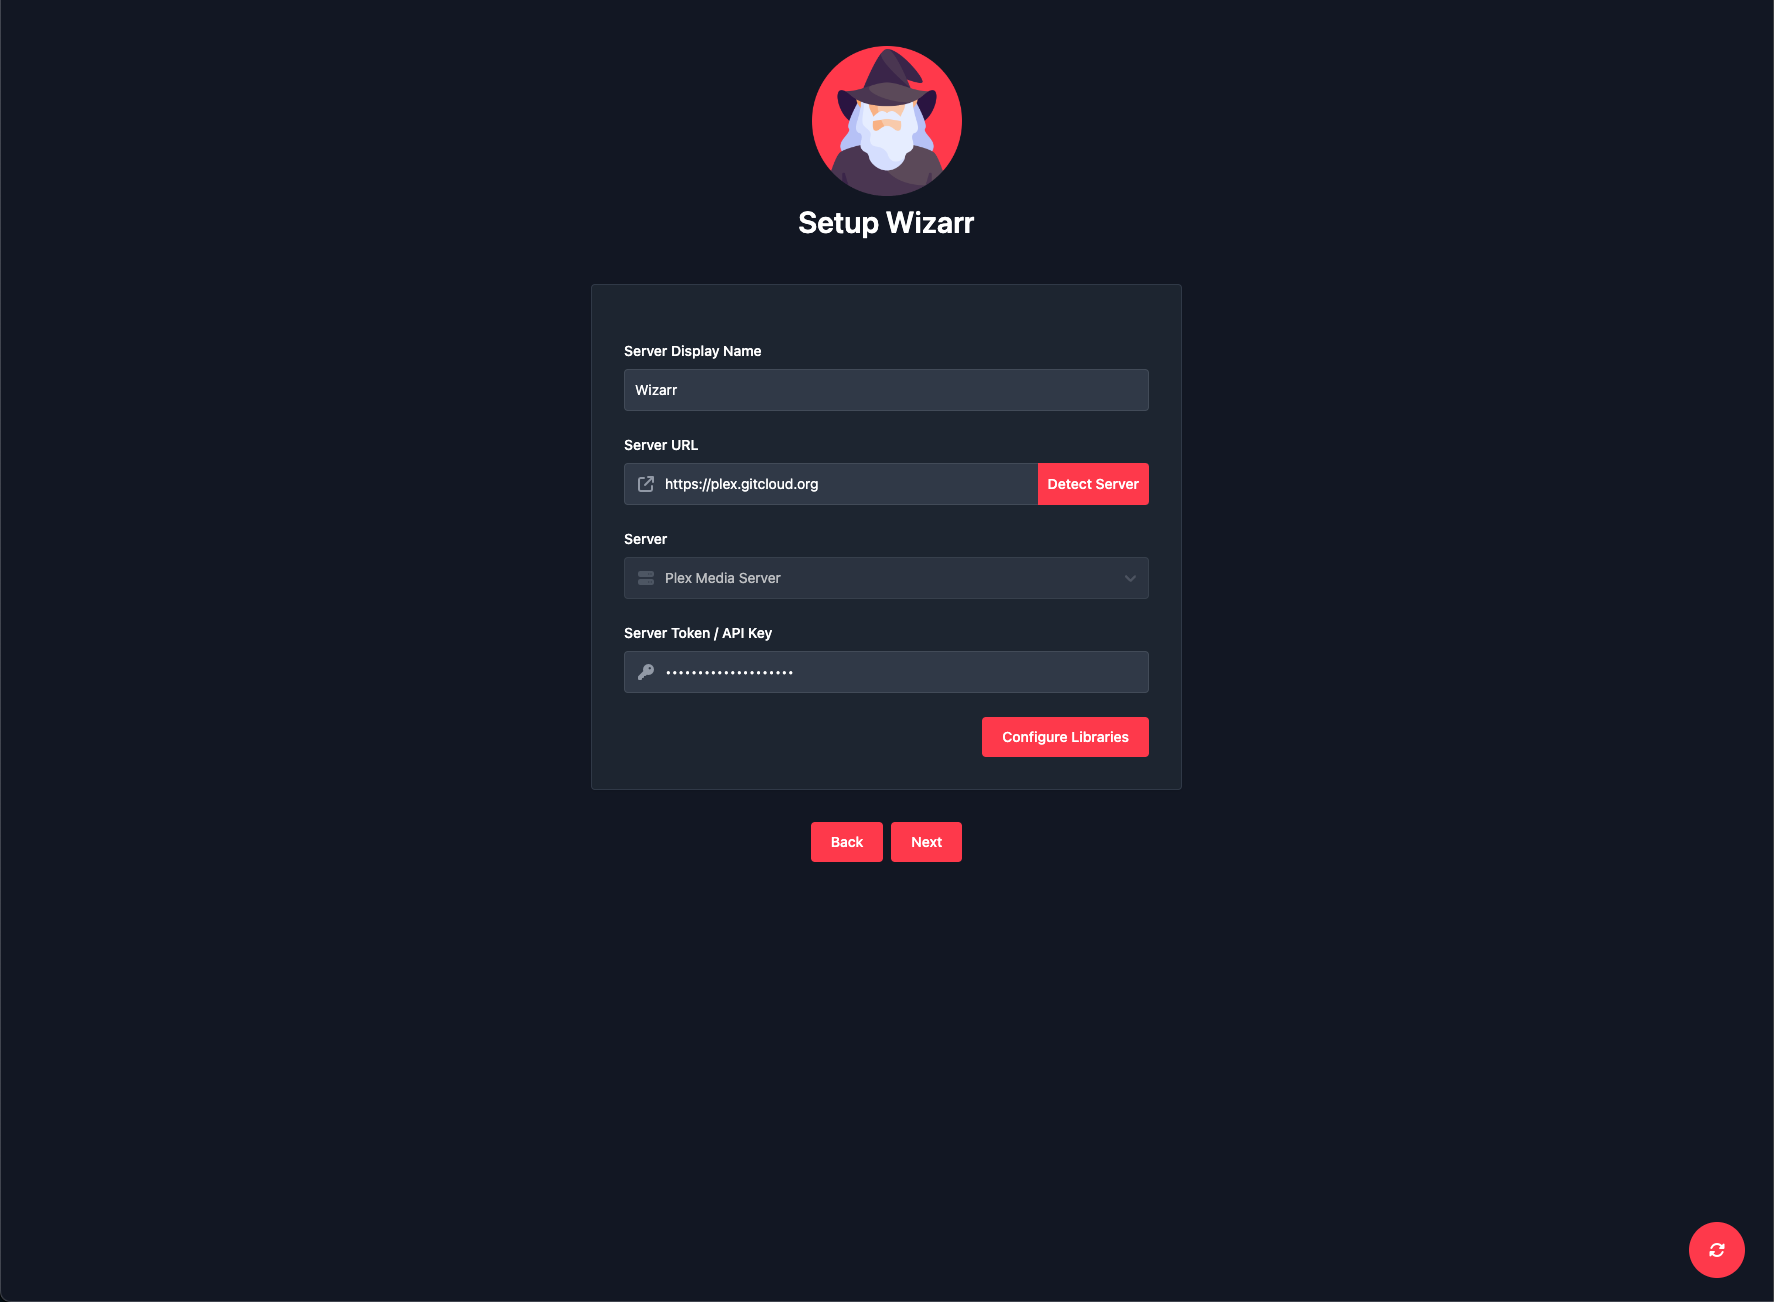 Setup Wizarr
Server Display Name
Wizarr
Server URL
https://plex.gitcloud.org
Detect Server
Server
Plex Media Server
Server Token / API Key
••••••••••••••••••••
Configure Libraries
Back
Next